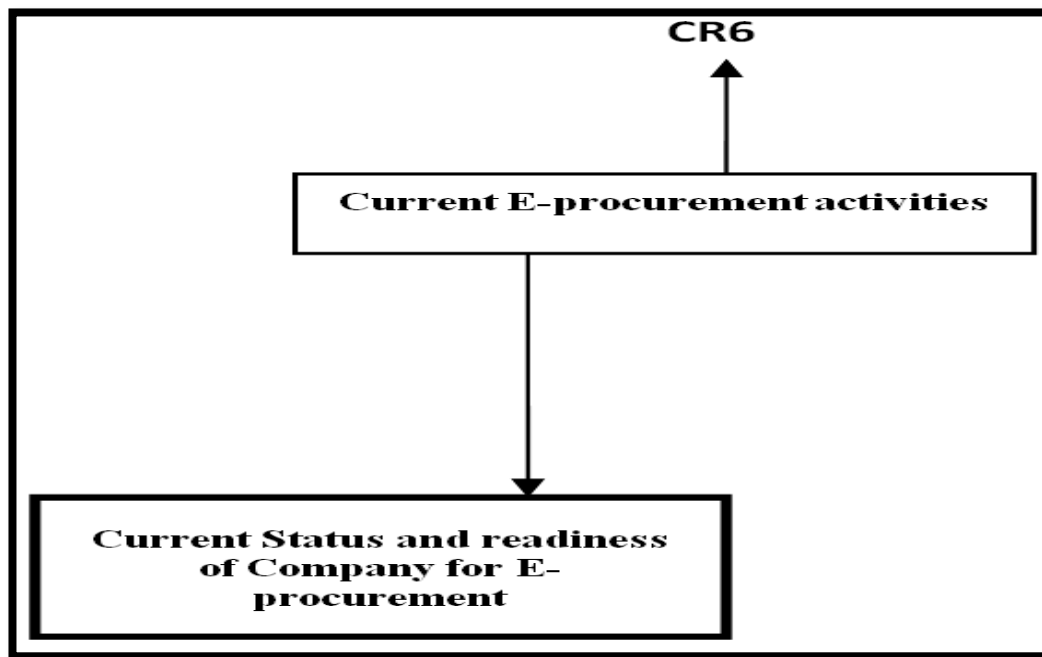 CR6
Current E-procurement activities
Current Status and readiness
of Company for E-
procurement